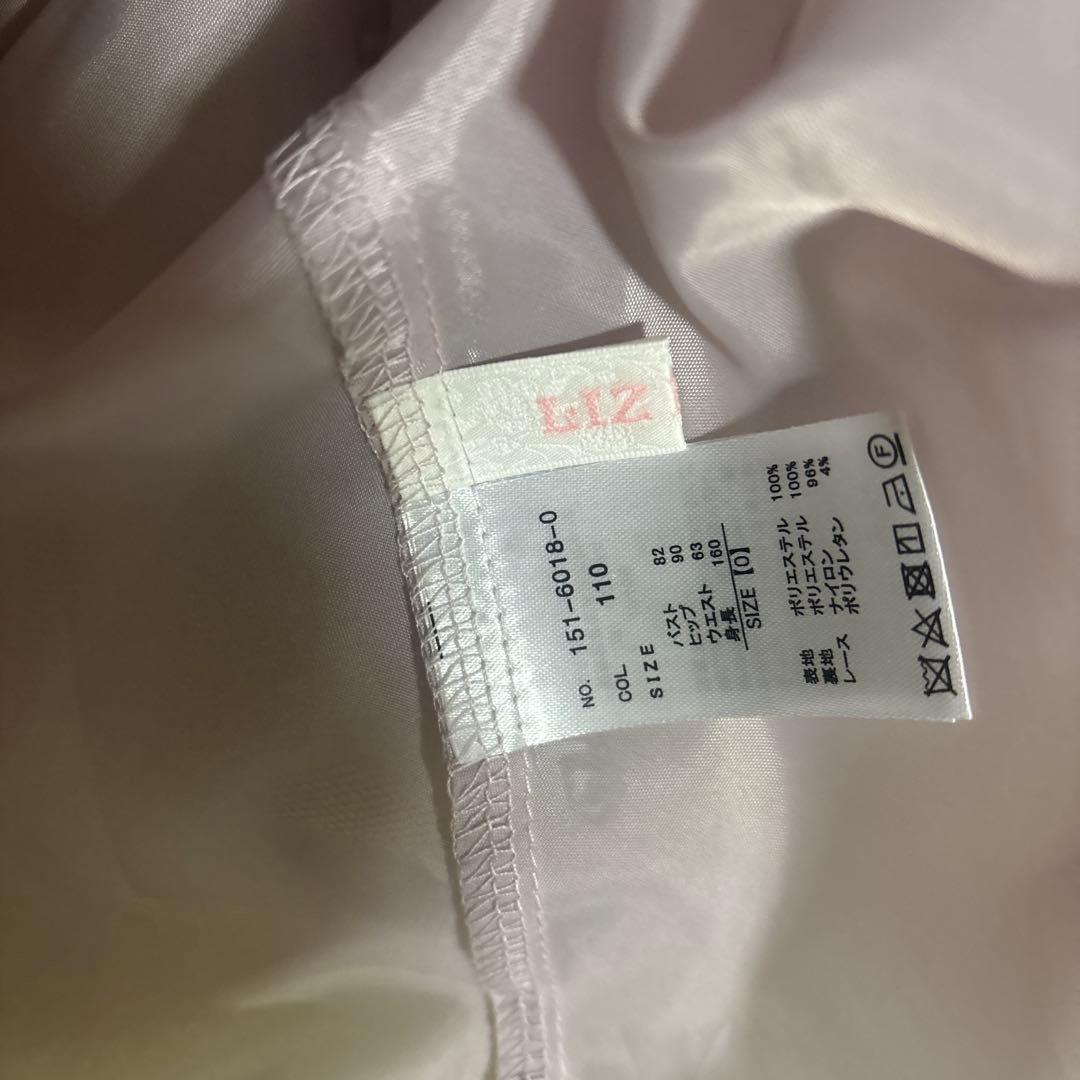 LIZ
NO. 151-6018-0
COL 110
SIZE
バスト 82
ヒップ 90
ウエスト 63
身長 160
SIZE【0】
表地 ポリエステル 100%
裏地 ポリエステル 100%
レース ナイロン 96%
ポリウレタン 4%
F